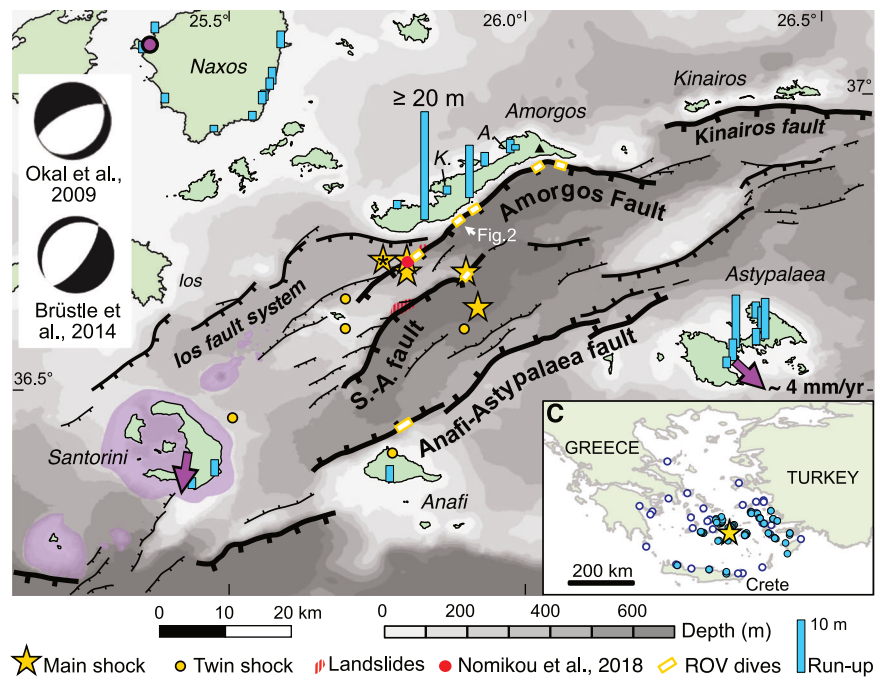 25.5°
26.0°
26.5°
Naxos
Kinairos
37°
≥ 20 m
Amorgos
A.
K.
Kinairos fault
Okal et al.,
2009
Amorgos Fault
Fig.2
Ios
Astypalaea
Brüstle et
al., 2014
Ios fault system
S.-A. fault
Anafi-Astypalaea fault
36.5°
~ 4 mm/yr
C
GREECE
TURKEY
Santorini
Anafi
200 km
Crete
0 10 20 km
0 200 400 600
Depth (m)
10 m
Main shock
Twin shock
Landslides
Nomikou et al., 2018
ROV dives
Run-up